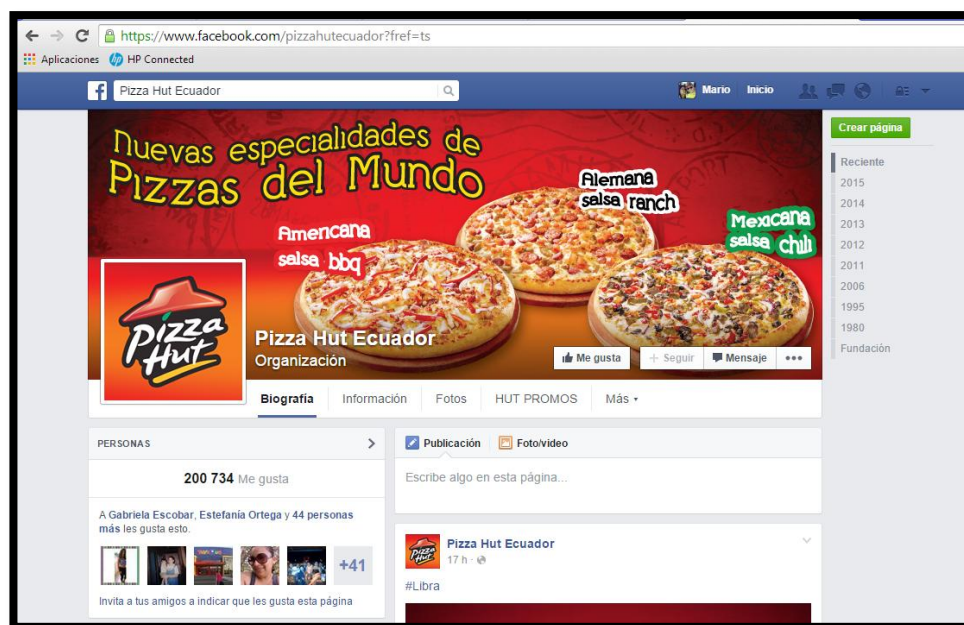 https://www.facebook.com/pizzahutecuador?fref=ts
Aplicaciones HP Connected
Pizza Hut Ecuador
Mario Inicio
Nuevas especialidades de
Pizzas del Mundo
Amencana
salsa bbq
Alemana
salsa ranch
Mexicana
salsa chili
Pizza
Hut
Pizza Hut Ecuador
Organización
Me gusta
Seguir
Mensaje
Crear página
Reciente
2015
2014
2013
2012
2011
2006
1995
1980
Fundación
Biografía Información Fotos HUT PROMOS Más
PERSONAS
200 734 Me gusta
A Gabriela Escobar, Estefanía Ortega y 44 personas
más les gusta esto.
+41
Invita a tus amigos a indicar que les gusta esta página
Publicación Foto/video
Escribe algo en esta página...
Pizza
Hut
Pizza Hut Ecuador
17 h
#Libra